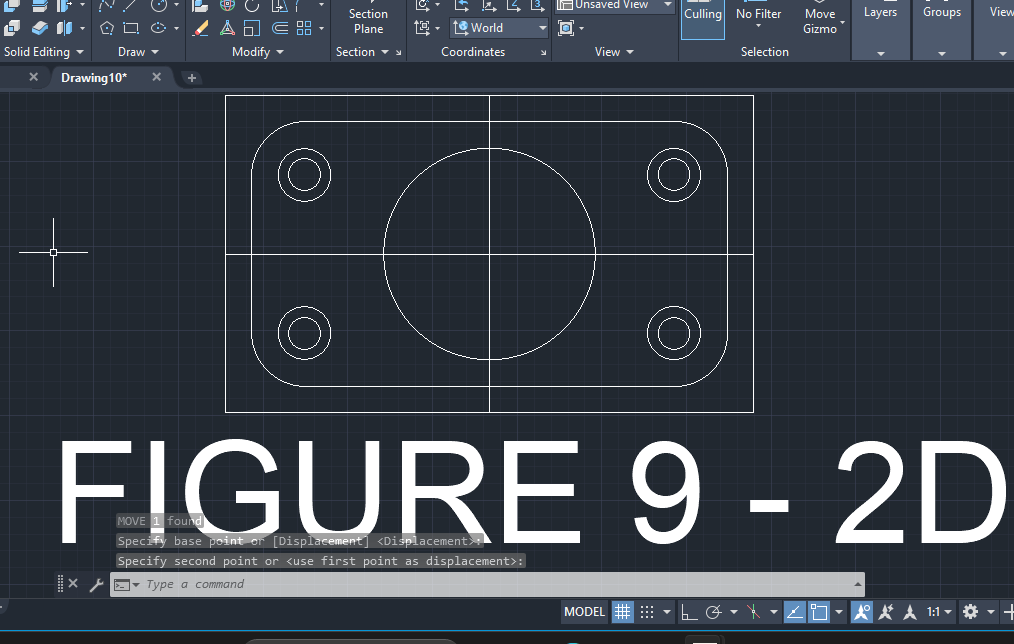 Unsaved View
Section
Plane
World
Culling
No Filter
Move
Gizmo
Layers
Groups
View
Solid Editing
Draw
Modify
Section
Coordinates
View
Selection
Drawing10*
FIGURE 9 - 2D
MOVE 1 found
Specify base point or [Displacement] <Displacement>:
Specify second point or <use first point as displacement>:
Type a command
MODEL
1:1